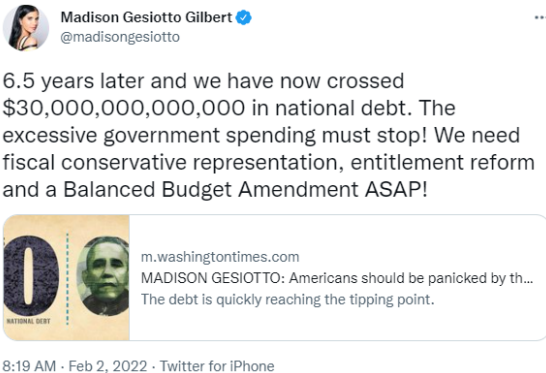 Madison Gesiotto Gilbert
@madisongesiotto
6.5 years later and we have now crossed
$30,000,000,000,000 in national debt. The
excessive government spending must stop! We need
fiscal conservative representation, entitlement reform
and a Balanced Budget Amendment ASAP!
NATIONAL DEBT
m.washingtontimes.com
MADISON GESIOTTO: Americans should be panicked by th...
The debt is quickly reaching the tipping point.
8:19 AM · Feb 2, 2022 · Twitter for iPhone